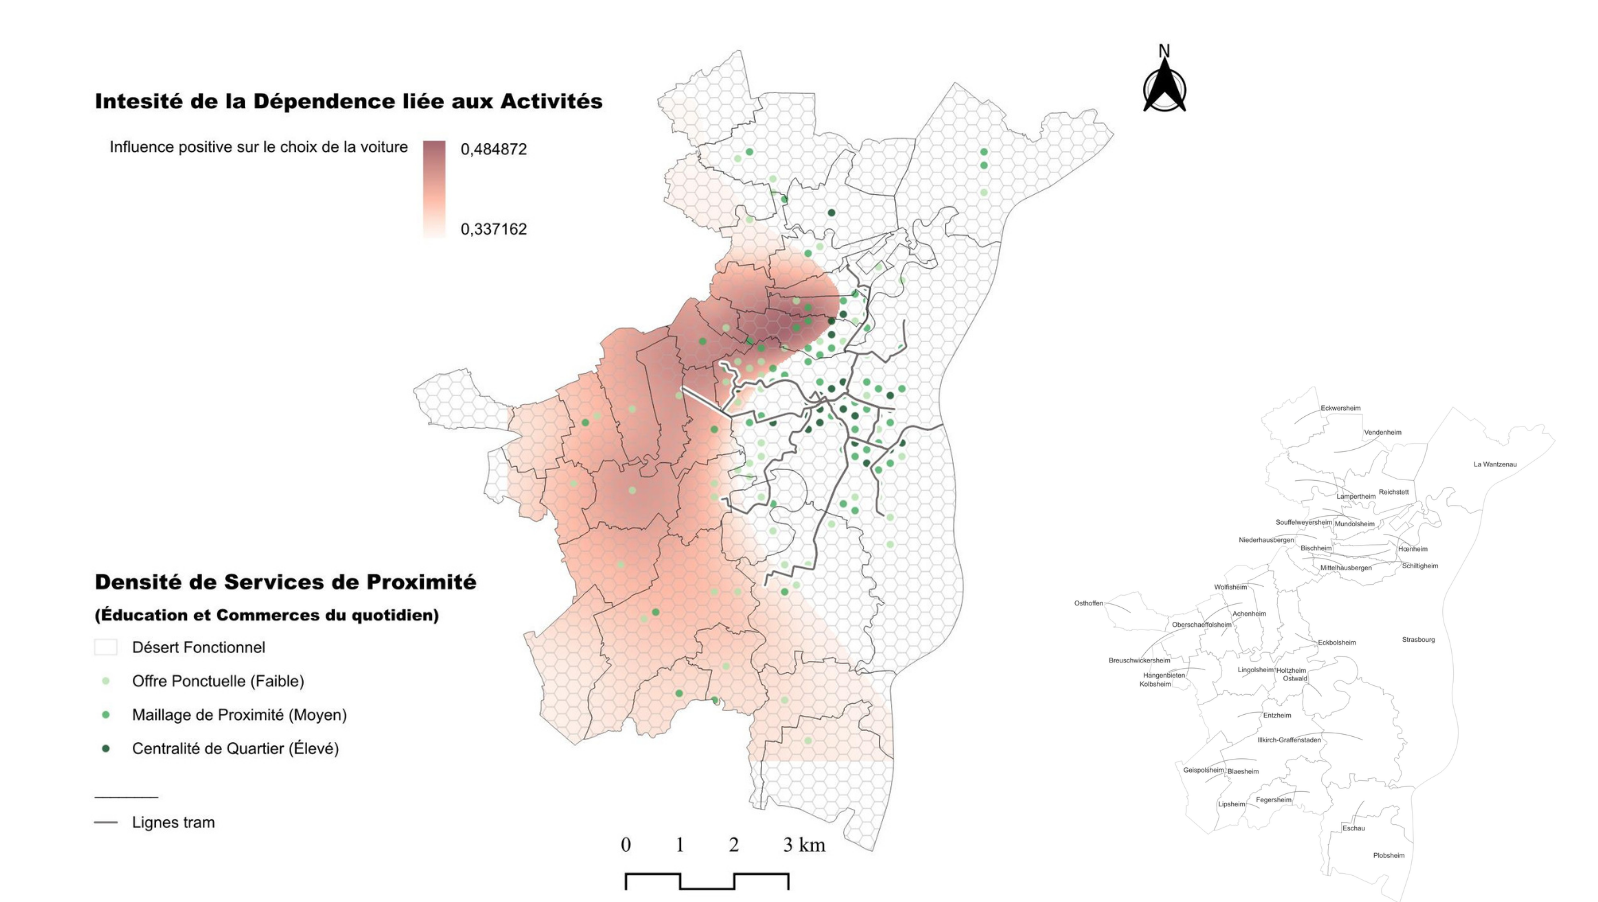 N
Intesité de la Dépendence liée aux Activités
Influence positive sur le choix de la voiture
0,484872
0,337162
Densité de Services de Proximité
(Éducation et Commerces du quotidien)
Désert Fonctionnel
Offre Ponctuelle (Faible)
Maillage de Proximité (Moyen)
Centralité de Quartier (Élevé)
Lignes tram
0 1 2 3 km
Eckwersheim
Vendenheim
La Wantzenau
Reichstett
Lampertheim
Souffelweyersheim
Mundolsheim
Niederhausbergen
Bischheim
Hœnheim
Mittelhausbergen
Schiltigheim
Wolfisheim
Osthoffen
Achenheim
Oberschaeffolsheim
Strasbourg
Eckbolsheim
Breuschwickersheim
Lingolsheim
Holtzheim
Hangenbieten
Ostwald
Kolbsheim
Entzheim
Illkirch-Graffenstaden
Geispolsheim
Blaesheim
Fegersheim
Lipsheim
Eschau
Plobsheim